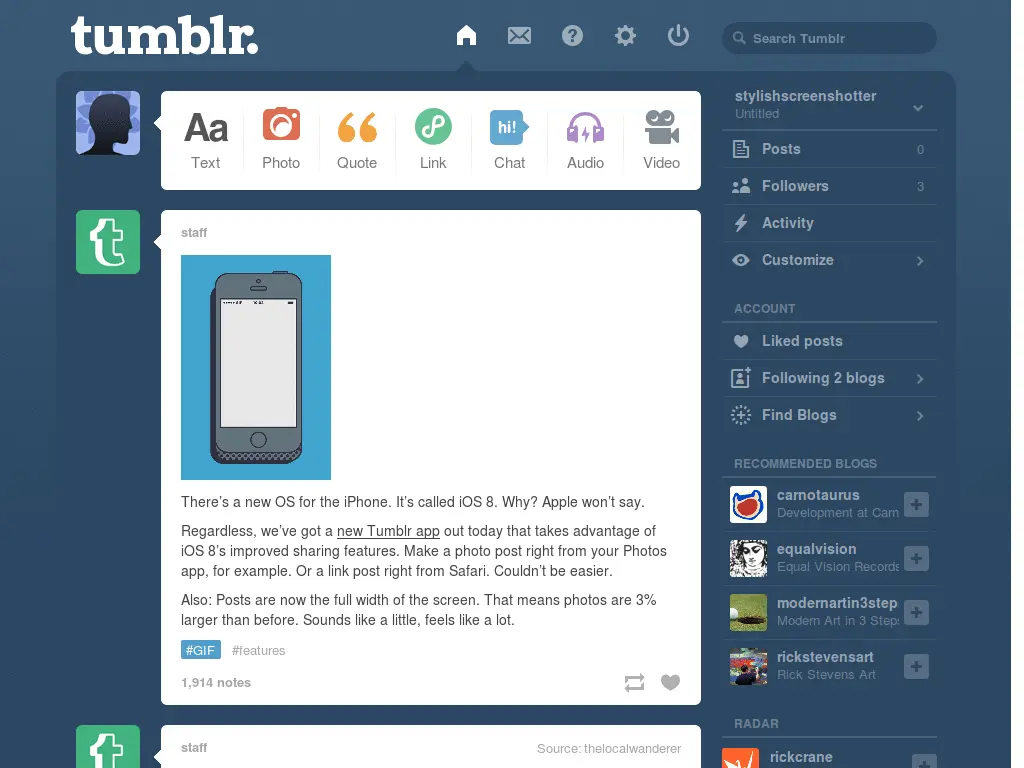 tumblr.
Search Tumblr
Aa
Text
Photo
Quote
Link
hi!
Chat
Audio
Video
staff
There's a new OS for the iPhone. It's called iOS 8. Why? Apple won't say.
Regardless, we've got a new Tumblr app out today that takes advantage of
iOS 8's improved sharing features. Make a photo post right from your Photos
app, for example. Or a link post right from Safari. Couldn't be easier.
Also: Posts are now the full width of the screen. That means photos are 3%
larger than before. Sounds like a little, feels like a lot.
#GIF #features
1,914 notes
staff
Source: thelocalwanderer
stylishscreenshotter
Untitled
Posts 0
Followers 3
Activity
Customize
ACCOUNT
Liked posts
Following 2 blogs
Find Blogs
RECOMMENDED BLOGS
carnotaurus
Development at Carn
equalvision
Equal Vision Records
modernartin3step
Modern Art in 3 Steps
rickstevensart
Rick Stevens Art
RADAR
rickcrane